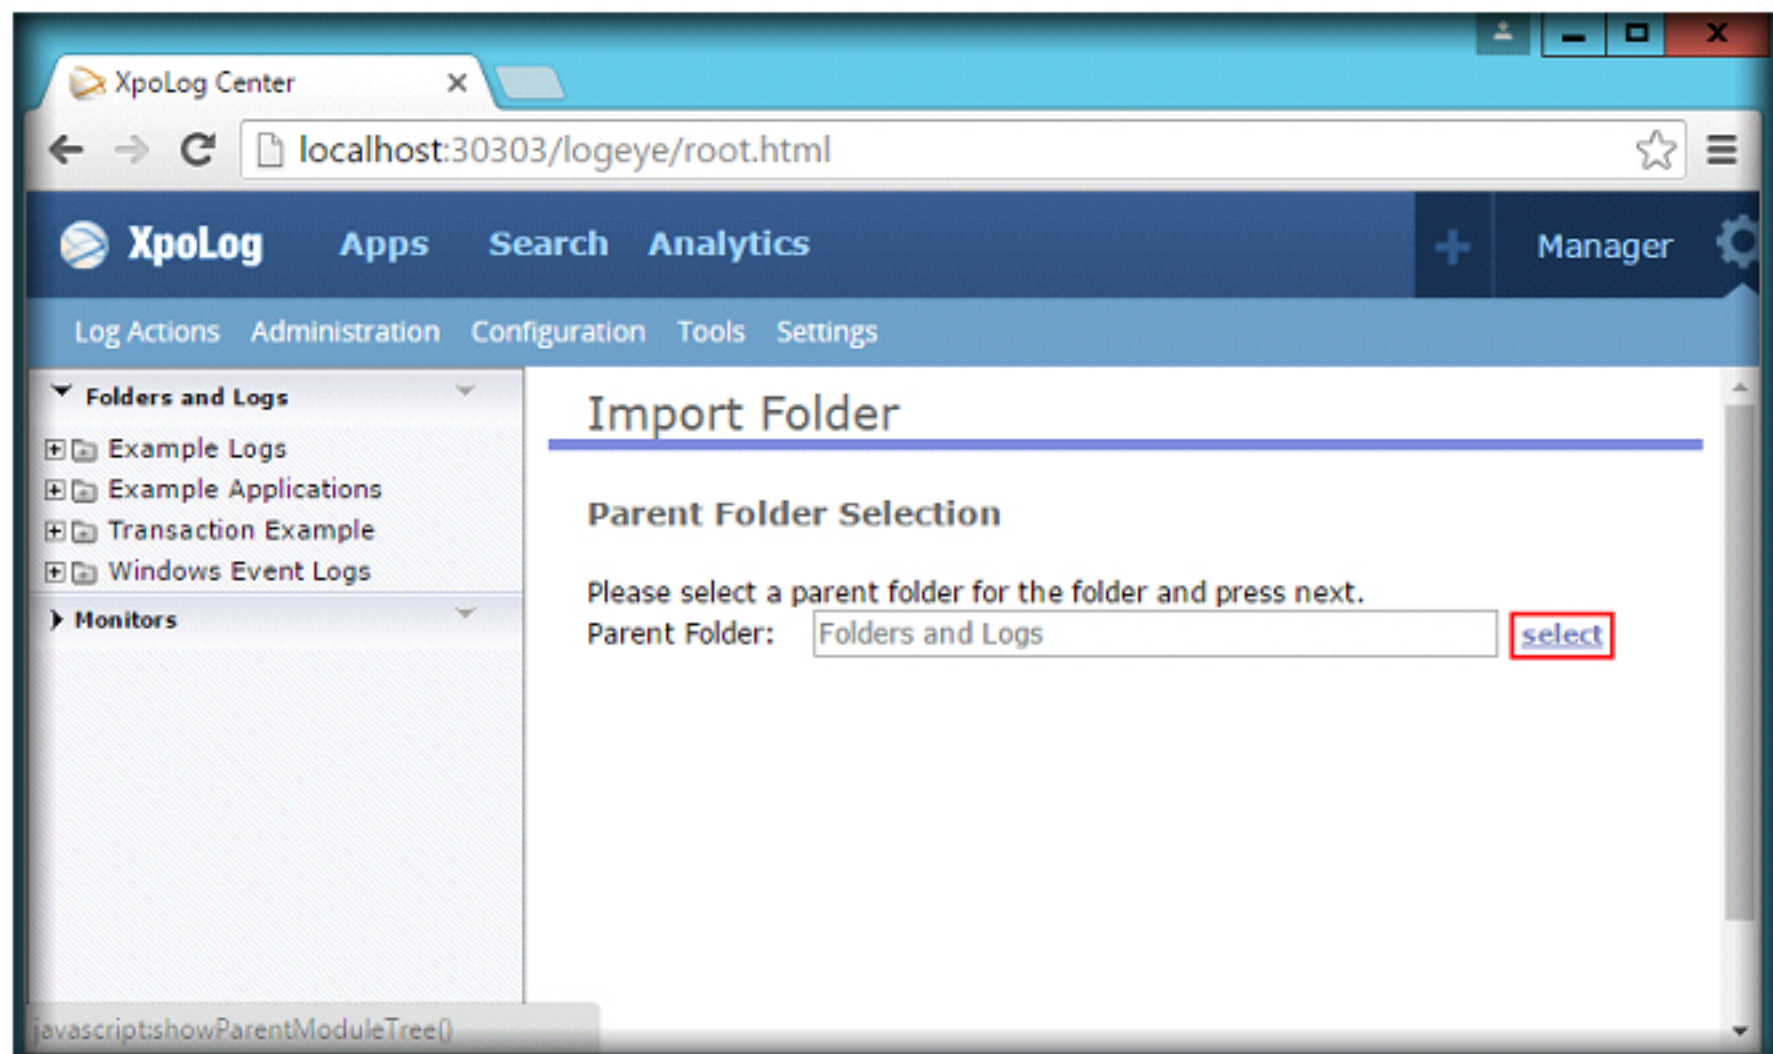 XpoLog Center
localhost:30303/logeye/root.html
XpoLog Apps Search Analytics Manager
Log Actions Administration Configuration Tools Settings
Folders and Logs
Example Logs
Example Applications
Transaction Example
Windows Event Logs
Monitors
Import Folder
Parent Folder Selection
Please select a parent folder for the folder and press next.
Parent Folder: Folders and Logs select
javascript:showParentModuleTree()